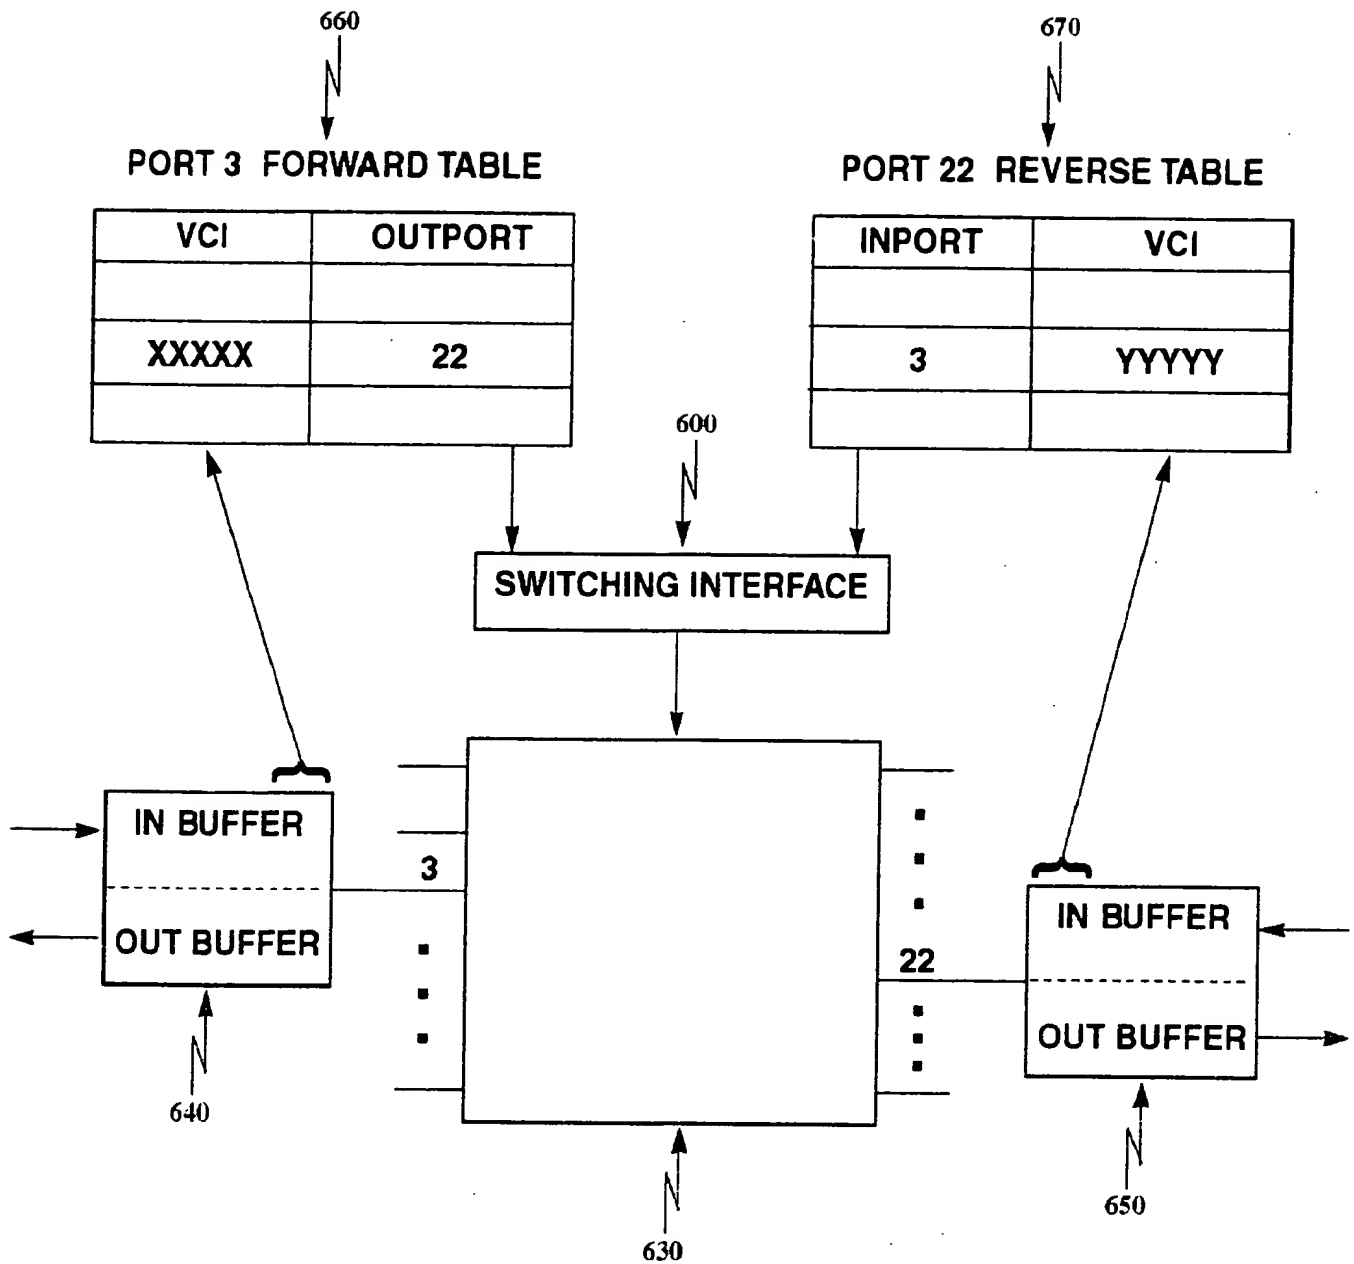 660
670
PORT 3 FORWARD TABLE
PORT 22 REVERSE TABLE
VCI OUTPORT
XXXXX 22
INPORT VCI
3 YYYYY
600
SWITCHING INTERFACE
IN BUFFER
OUT BUFFER
3
22
IN BUFFER
OUT BUFFER
640
650
630